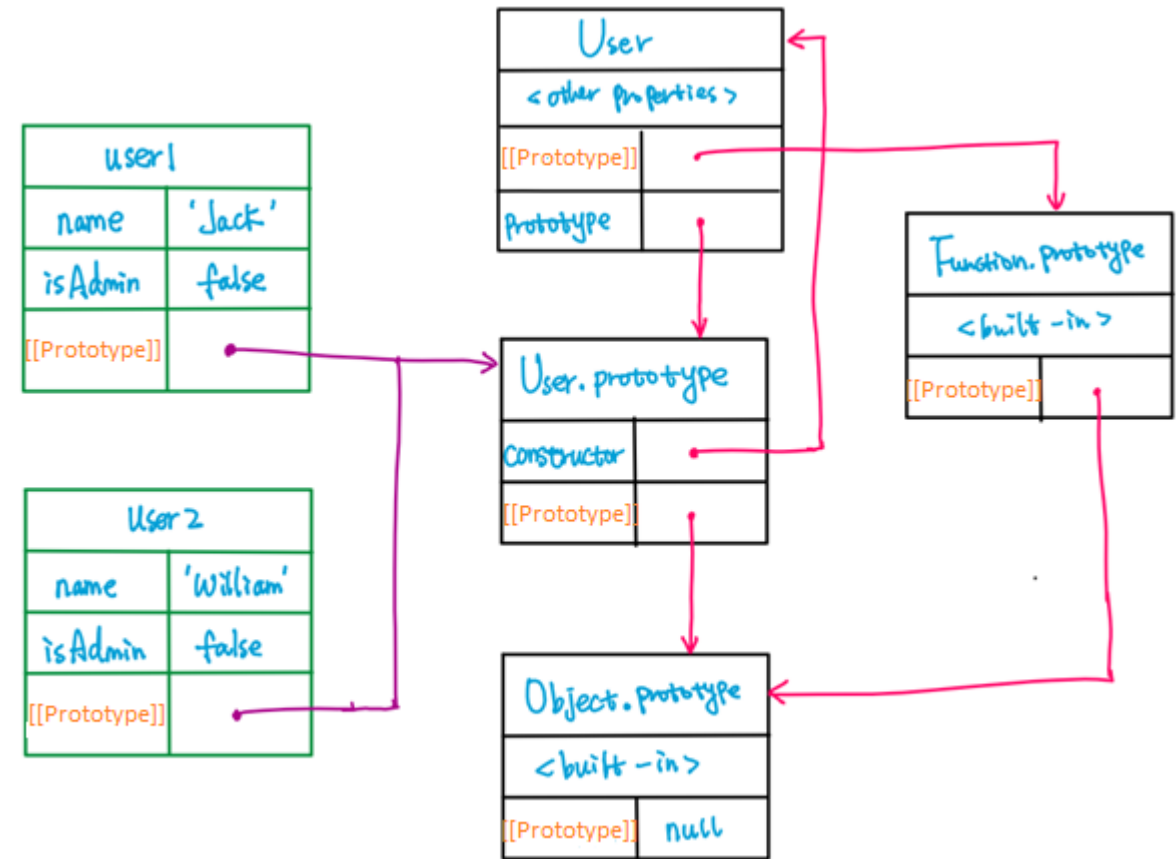 User
<other properties>
[[Prototype]]
Prototype
user1
name 'Jack'
isAdmin false
[[Prototype]]
Function.prototype
<built-in>
[[Prototype]]
User.prototype
constructor
[[Prototype]]
User2
name 'William'
isAdmin false
[[Prototype]]
Object.prototype
<built-in>
[[Prototype]] null